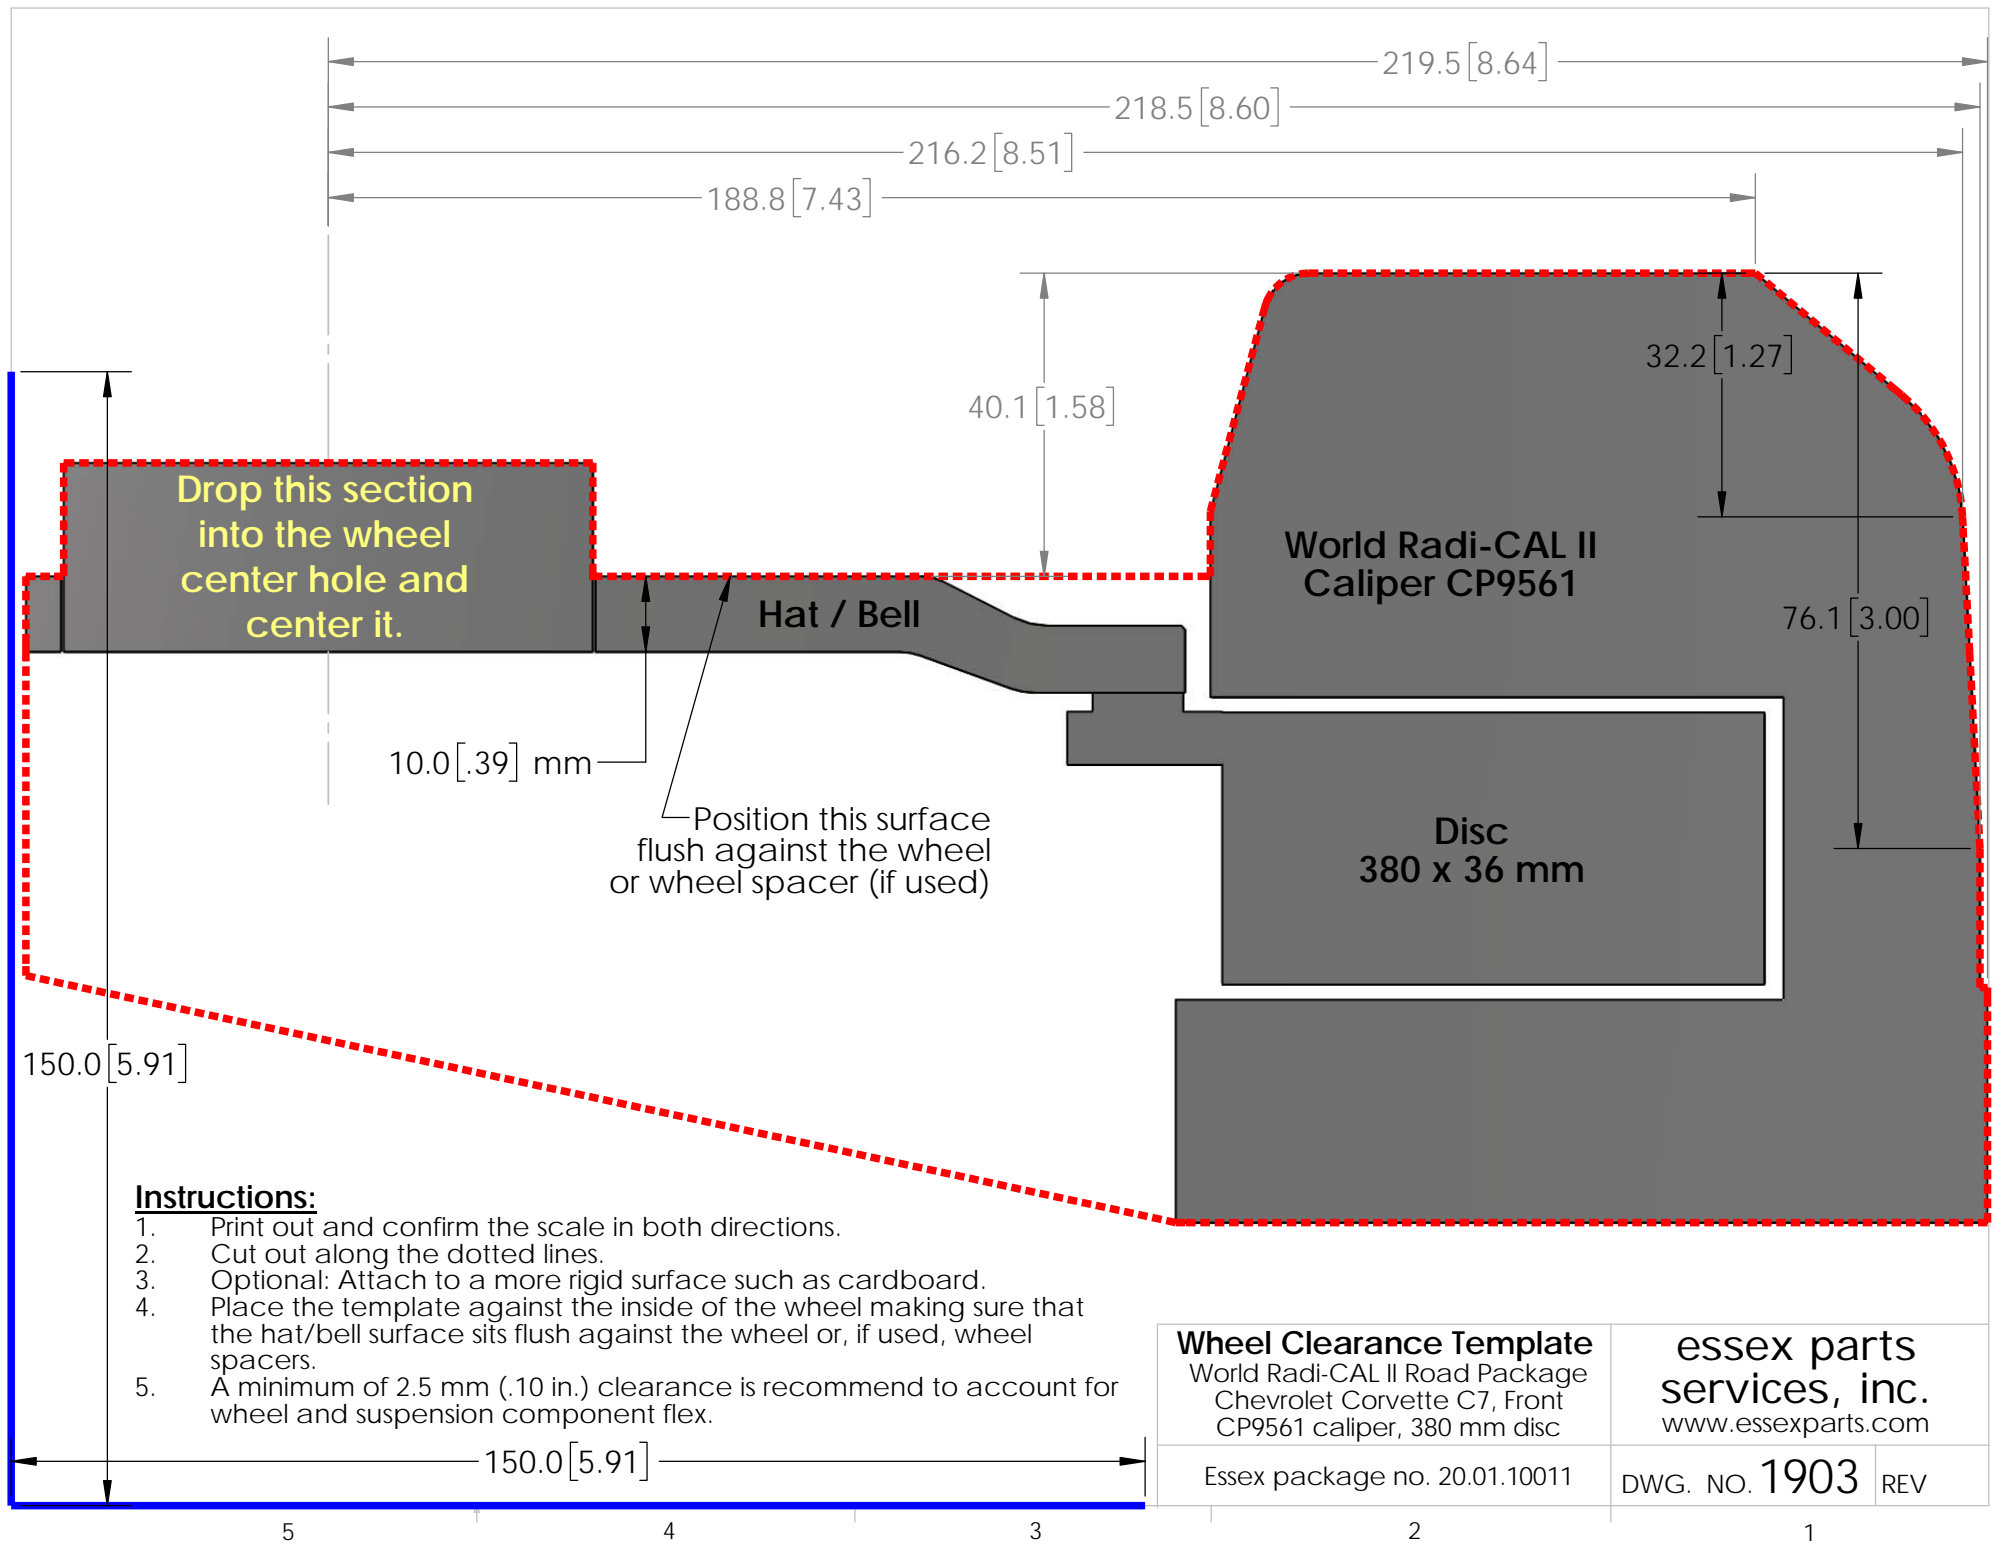 219.5[8.64]
218.5[8.60]
216.2[8.51]
188.8[7.43]
32.2[1.27]
40.1[1.58]
Drop this section
into the wheel
center hole and
center it.
World Radi-CAL II
Caliper CP9561
Hat / Bell
76.1[3.00]
10.0[.39] mm
Position this surface
flush against the wheel
or wheel spacer (if used)
Disc
380 x 36 mm
150.0[5.91]
Instructions:
1. Print out and confirm the scale in both directions.
2. Cut out along the dotted lines.
3. Optional: Attach to a more rigid surface such as cardboard.
4. Place the template against the inside of the wheel making sure that
the hat/bell surface sits flush against the wheel or, if used, wheel
spacers.
5. A minimum of 2.5 mm (.10 in.) clearance is recommend to account for
wheel and suspension component flex.
150.0[5.91]
Wheel Clearance Template
World Radi-CAL II Road Package
Chevrolet Corvette C7, Front
CP9561 caliper, 380 mm disc
essex parts
services, inc.
www.essexparts.com
Essex package no. 20.01.10011
DWG. NO. 1903
REV
5 4 3 2 1